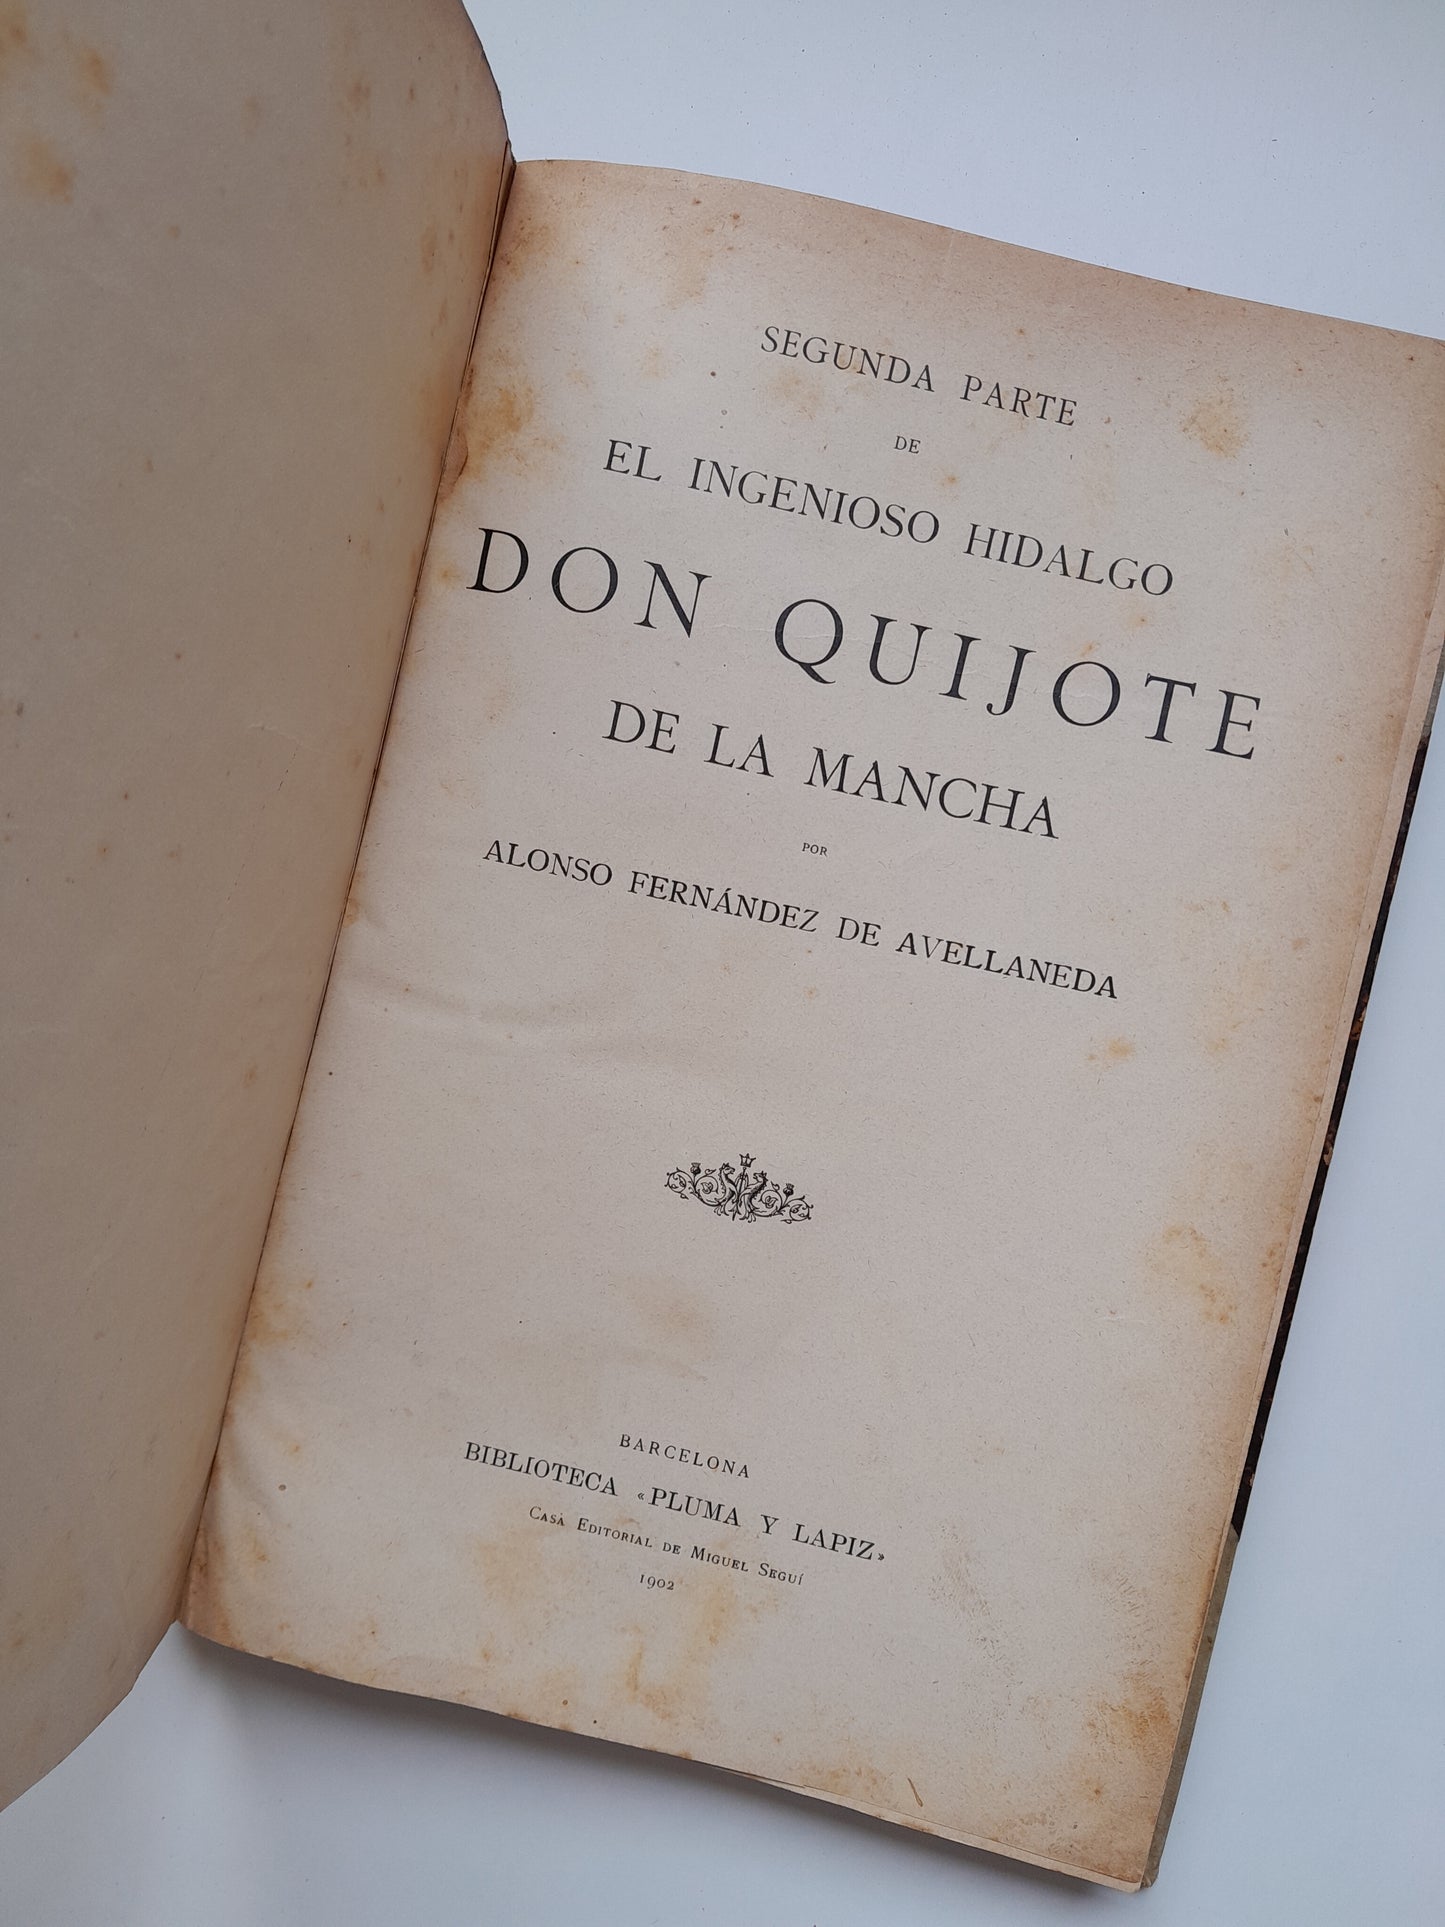 SEGUNDA PARTE
DE
EL INGENIOSO HIDALGO
DON QUIJOTE
DE LA MANCHA
POR
ALONSO FERNÁNDEZ DE AVELLANEDA
BARCELONA
BIBLIOTECA «PLUMA Y LAPIZ»
CASA EDITORIAL DE MIGUEL SEGUÍ
1902